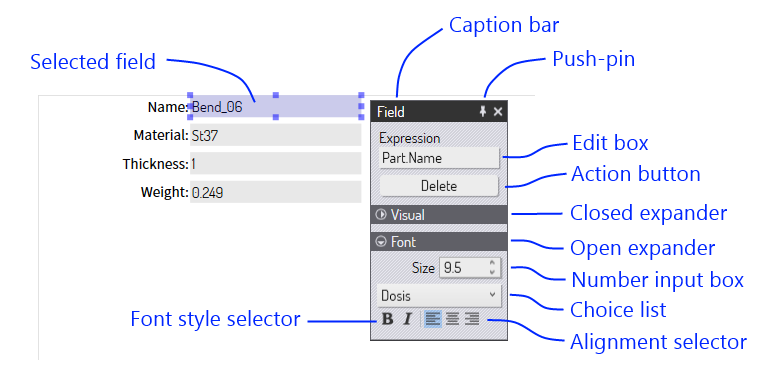 Caption bar
Selected field
Push-pin
Name: Bend_06
Field
Material: St37
Expression
Thickness: 1
Part.Name
Edit box
Weight: 0.249
Delete
Action button
Visual
Closed expander
Font
Open expander
Size 9.5
Number input box
Dosis
Choice list
Font style selector
B I
Alignment selector